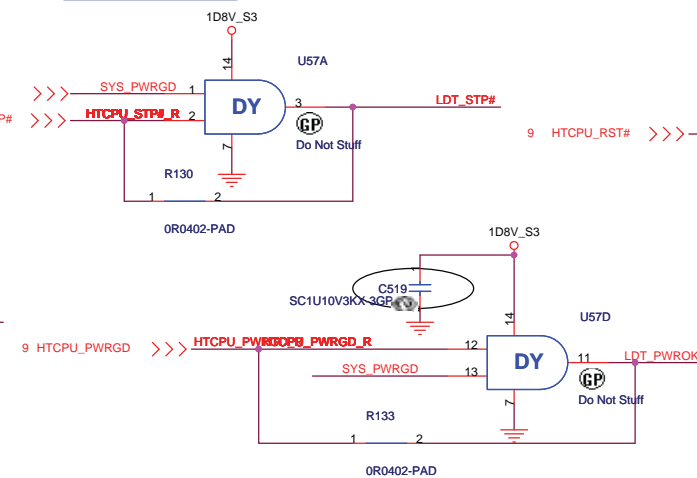 1D8V_S3
14
U57A
SYS_PWRGD
1
P#
HTCPU_STP#_R
2
DY
3
LDT_STP#
GP
Do Not Stuff
7
9 HTCPU_RST#
R130
1
2
0R0402-PAD
1D8V_S3
C519
1
SC1U10V3KX-3GP
14
U57D
9 HTCPU_PWRGD
HTCPU_PWRGD_R
12
SYS_PWRGD
13
DY
11
LDT_PWROK
GP
Do Not Stuff
7
R133
1
2
0R0402-PAD